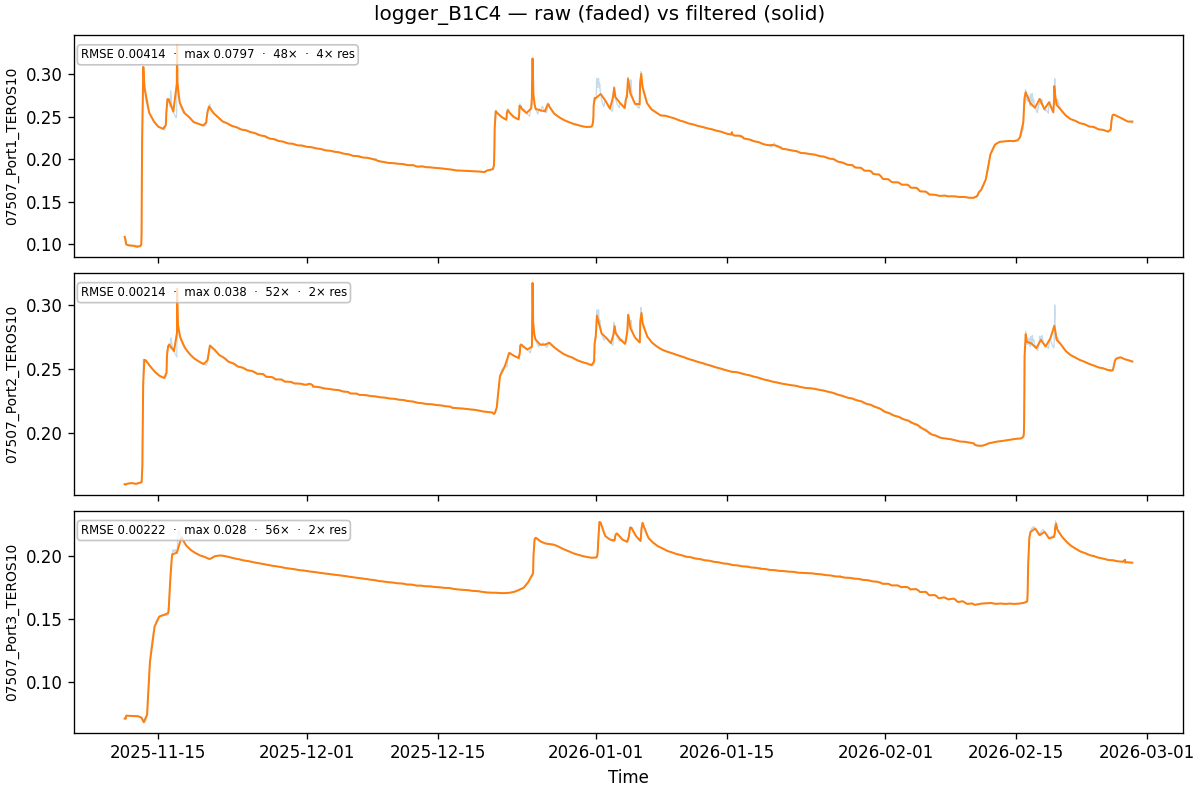 logger_B1C4 — raw (faded) vs filtered (solid)
RMSE 0.00414 · max 0.0797 · 48× · 4× res
07507_Port1_TEROS10
0.30
0.25
0.20
0.15
0.10
RMSE 0.00214 · max 0.038 · 52× · 2× res
07507_Port2_TEROS10
0.30
0.25
0.20
RMSE 0.00222 · max 0.028 · 56× · 2× res
07507_Port3_TEROS10
0.20
0.15
0.10
2025-11-15 2025-12-01 2025-12-15 2026-01-01 2026-01-15 2026-02-01 2026-02-15 2026-03-01
Time